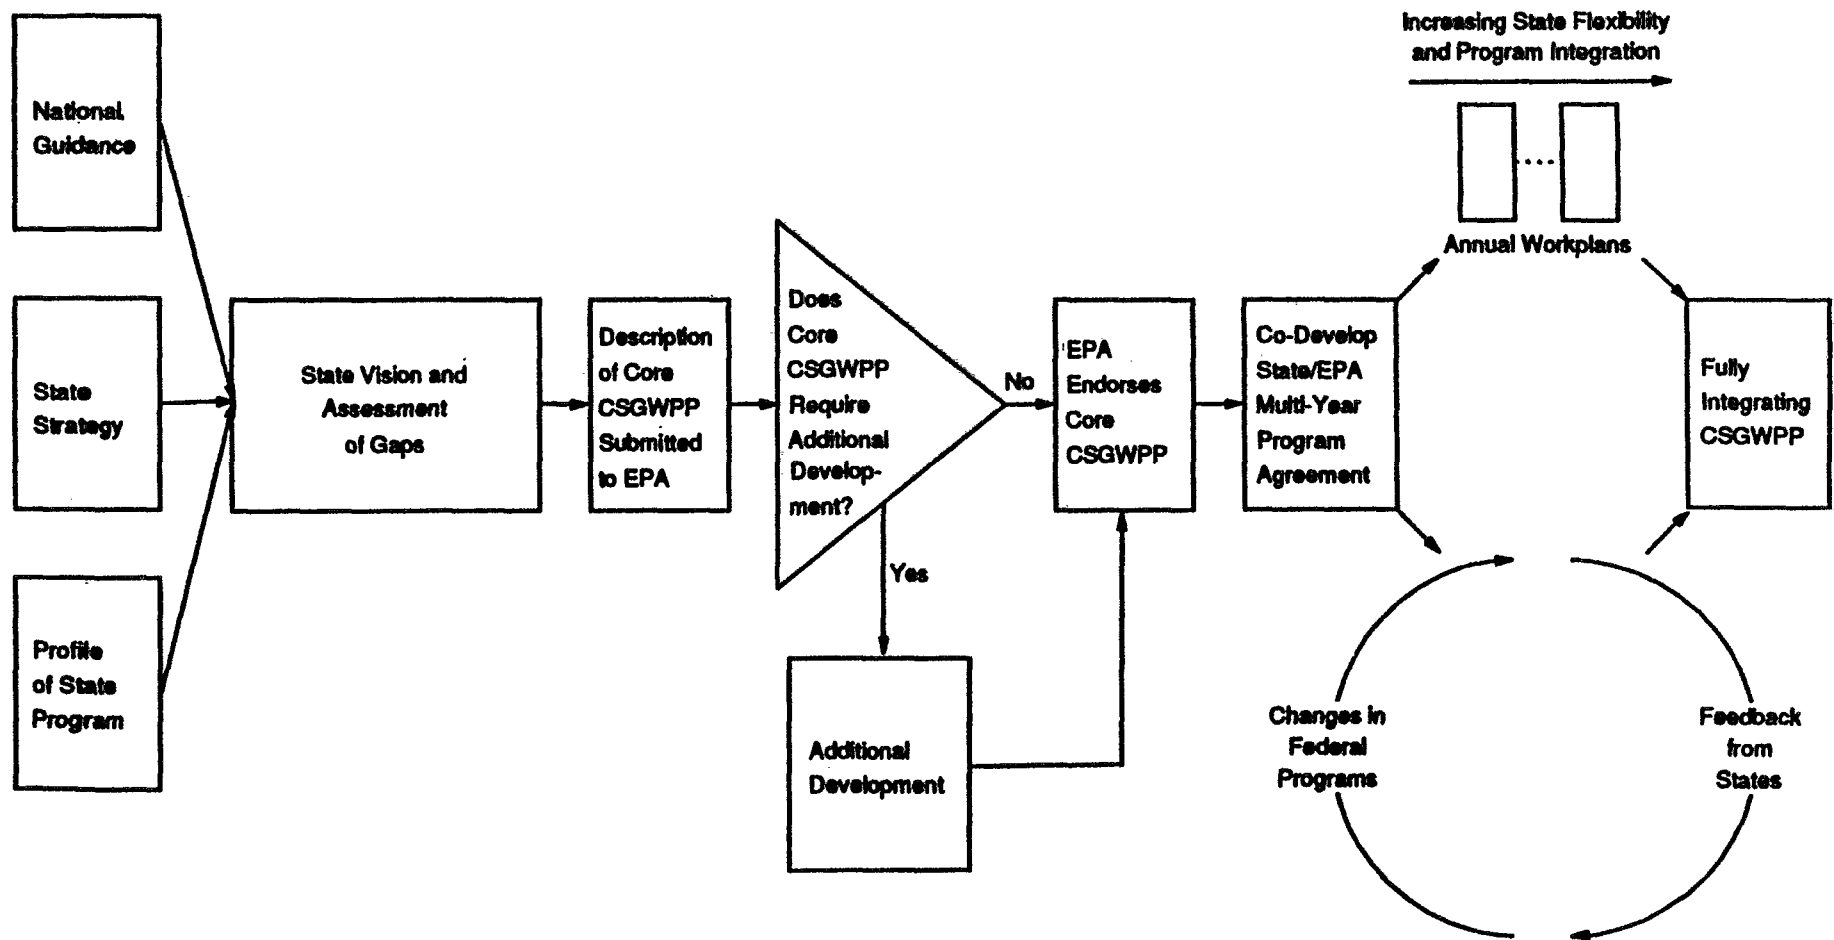 National
Guidance
State
Strategy
Profile
of State
Program
State Vision and
Assessment
of Gaps
Description
of Core
CSGWPP
Submitted
to EPA
Does
Core
CSGWPP
Require
Additional
Develop-
ment?
No
Yes
Additional
Development
EPA
Endorses
Core
CSGWPP
Co-Develop
State/EPA
Multi-Year
Program
Agreement
Increasing State Flexibility
and Program Integration
Annual Workplans
Fully
Integrating
CSGWPP
Changes in
Federal
Programs
Feedback
from
States